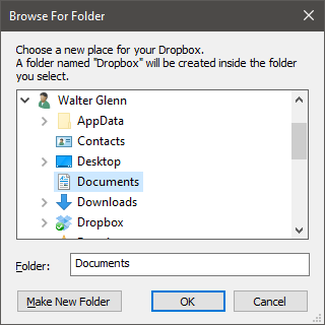 Browse For Folder
Choose a new place for your Dropbox.
A folder named "Dropbox" will be created inside the folder
you select.
Walter Glenn
AppData
Contacts
Desktop
Documents
Downloads
Dropbox
Folder:
Documents
Make New Folder
OK
Cancel